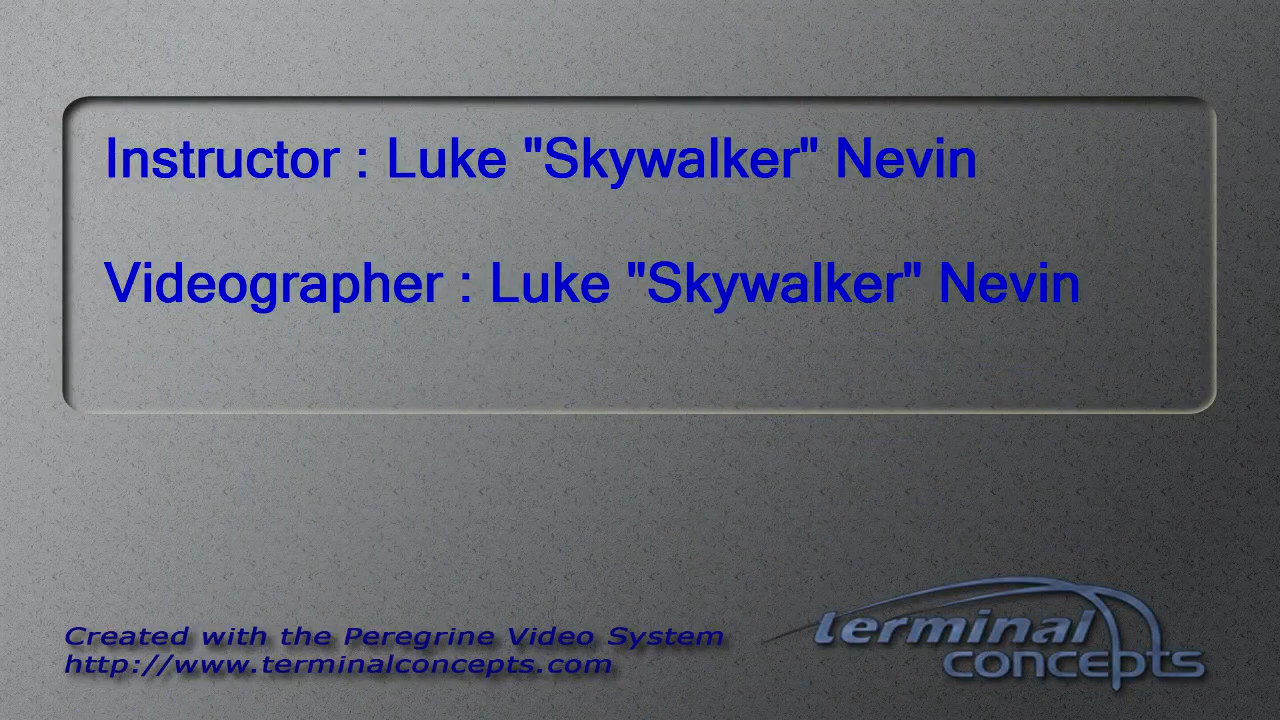 Instructor : Luke "Skywalker" Nevin
Videographer : Luke "Skywalker" Nevin
Created with the Peregrine Video System
http://www.terminalconcepts.com
terminal
concepts